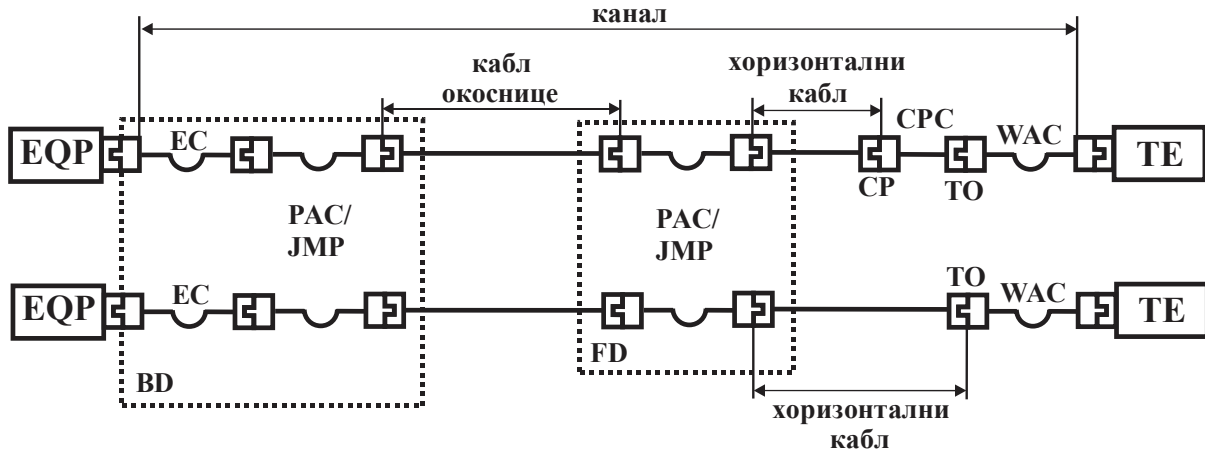 канал
кабл
окоснице
хоризонтални
кабл
EQP
EC
CPC
WAC
TE
CP
TO
PAC/
JMP
PAC/
JMP
EQP
EC
TO
WAC
TE
FD
BD
хоризонтални
кабл